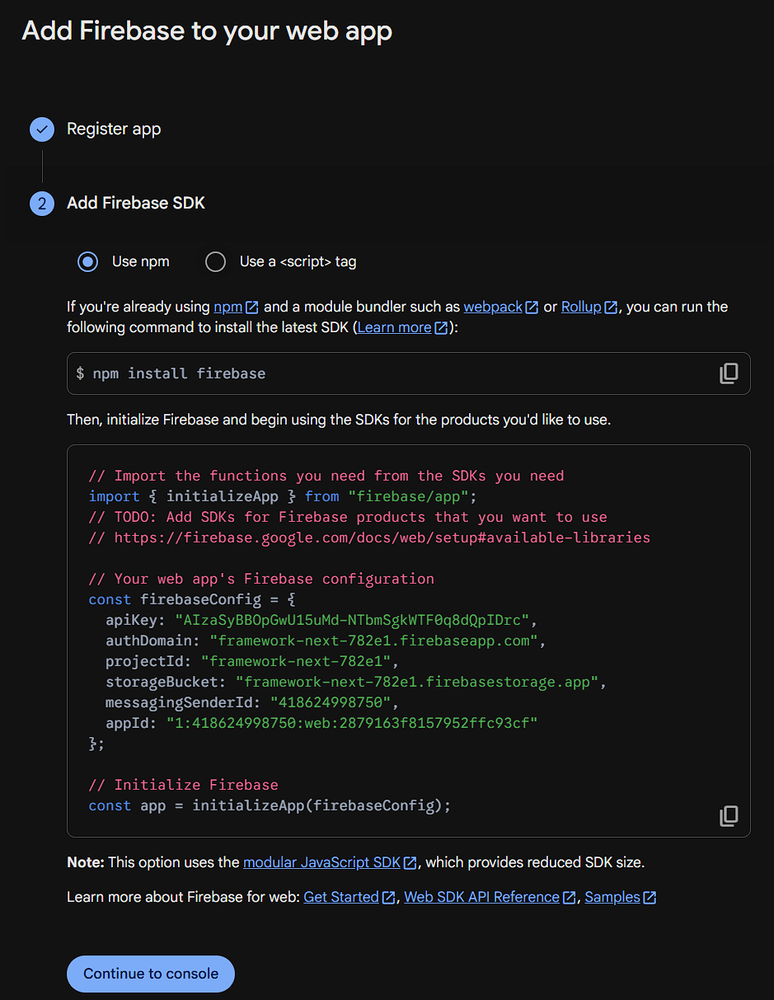 Add Firebase to your web app
Register app
2 Add Firebase SDK
Use npm Use a <script> tag
If you're already using npm and a module bundler such as webpack or Rollup, you can run the
following command to install the latest SDK (Learn more):
$ npm install firebase
Then, initialize Firebase and begin using the SDKs for the products you'd like to use.
// Import the functions you need from the SDKs you need
import { initializeApp } from "firebase/app";
// TODO: Add SDKs for Firebase products that you want to use
// https://firebase.google.com/docs/web/setup#available-libraries
// Your web app's Firebase configuration
const firebaseConfig = {
apiKey: "AIzaSyBBOpGwU15uMd-NTbmSgkWTF0q8dQpIDrc",
authDomain: "framework-next-782e1.firebaseapp.com",
projectId: "framework-next-782e1",
storageBucket: "framework-next-782e1.firebasestorage.app",
messagingSenderId: "418624998750",
appId: "1:418624998750:web:2879163f8157952ffc93cf"
};
// Initialize Firebase
const app = initializeApp(firebaseConfig);
Note: This option uses the modular JavaScript SDK, which provides reduced SDK size.
Learn more about Firebase for web: Get Started, Web SDK API Reference, Samples
Continue to console